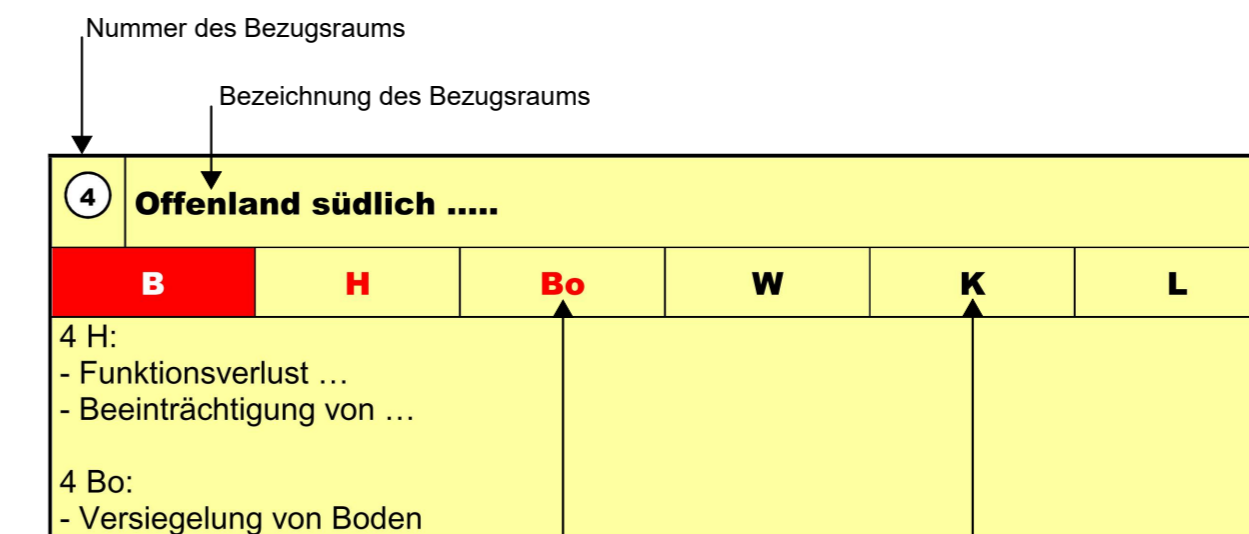 Nummer des Bezugsraums
Bezeichnung des Bezugsraums
4 Offenland südlich .....
B H Bo W K L
4 H:
- Funktionsverlust …
- Beeinträchtigung von …
4 Bo:
- Versiegelung von Boden